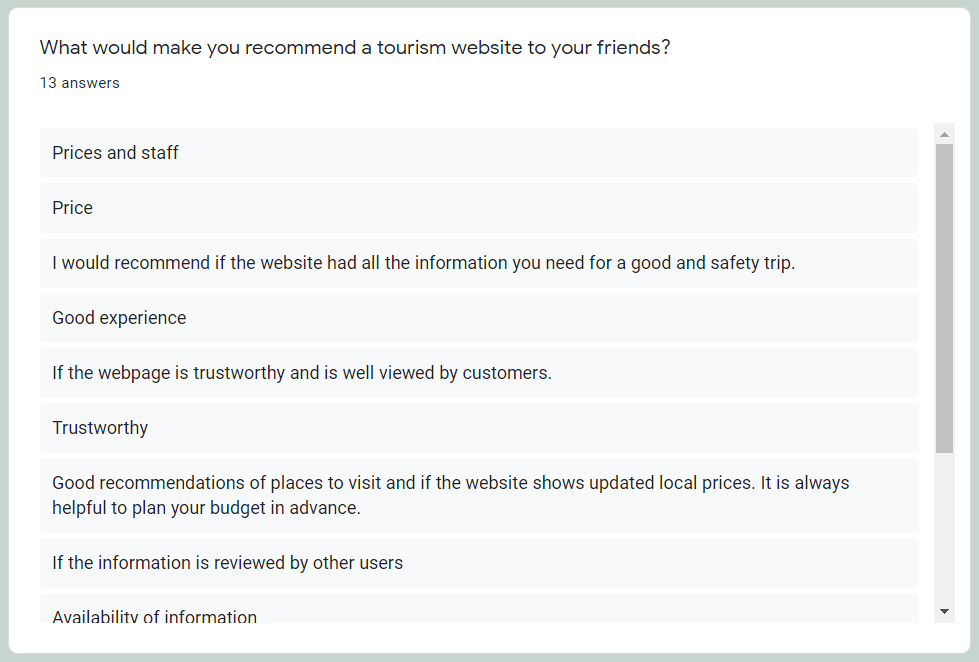 What would make you recommend a tourism website to your friends?
13 answers
Prices and staff
Price
I would recommend if the website had all the information you need for a good and safety trip.
Good experience
If the webpage is trustworthy and is well viewed by customers.
Trustworthy
Good recommendations of places to visit and if the website shows updated local prices. It is always
helpful to plan your budget in advance.
If the information is reviewed by other users
Availability of information